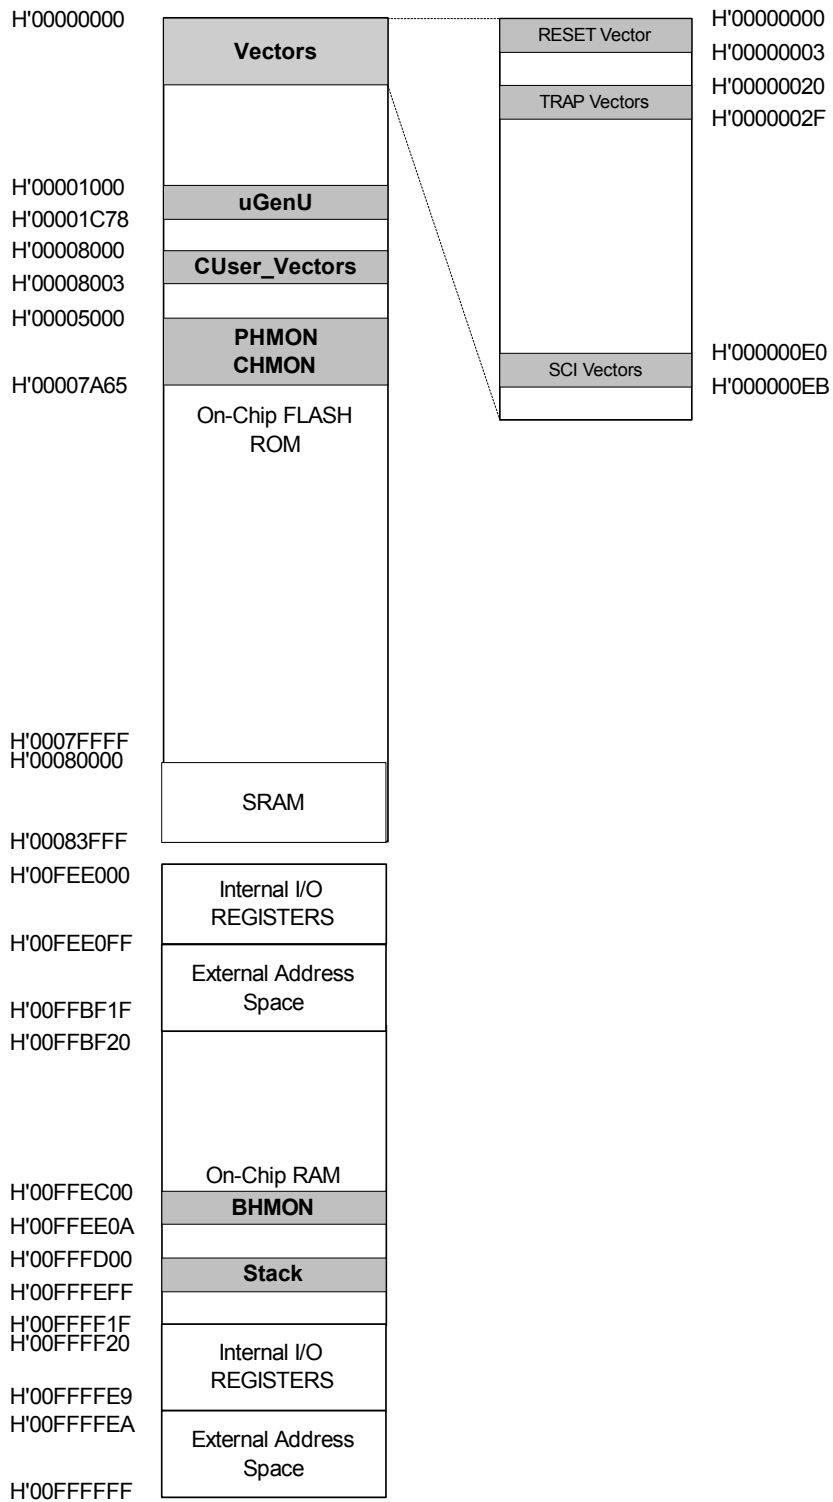 H'00000000
Vectors
H'00001000
uGenU
H'00001C78
H'00008000
CUser_Vectors
H'00008003
H'00005000
PHMON
CHMON
H'00007A65
On-Chip FLASH
ROM
H'0007FFFF
H'00080000
SRAM
H'00083FFF
H'00FEE000
Internal I/O
REGISTERS
H'00FEE0FF
External Address
Space
H'00FFBF1F
H'00FFBF20
On-Chip RAM
H'00FFEC00
BHMON
H'00FFEE0A
H'00FFFD00
Stack
H'00FFFEFF
H'00FFFF1F
H'00FFFF20
Internal I/O
REGISTERS
H'00FFFFE9
H'00FFFFEA
External Address
Space
H'00FFFFFF
H'00000000
RESET Vector
H'00000003
H'00000020
TRAP Vectors
H'0000002F
H'000000E0
SCI Vectors
H'000000EB